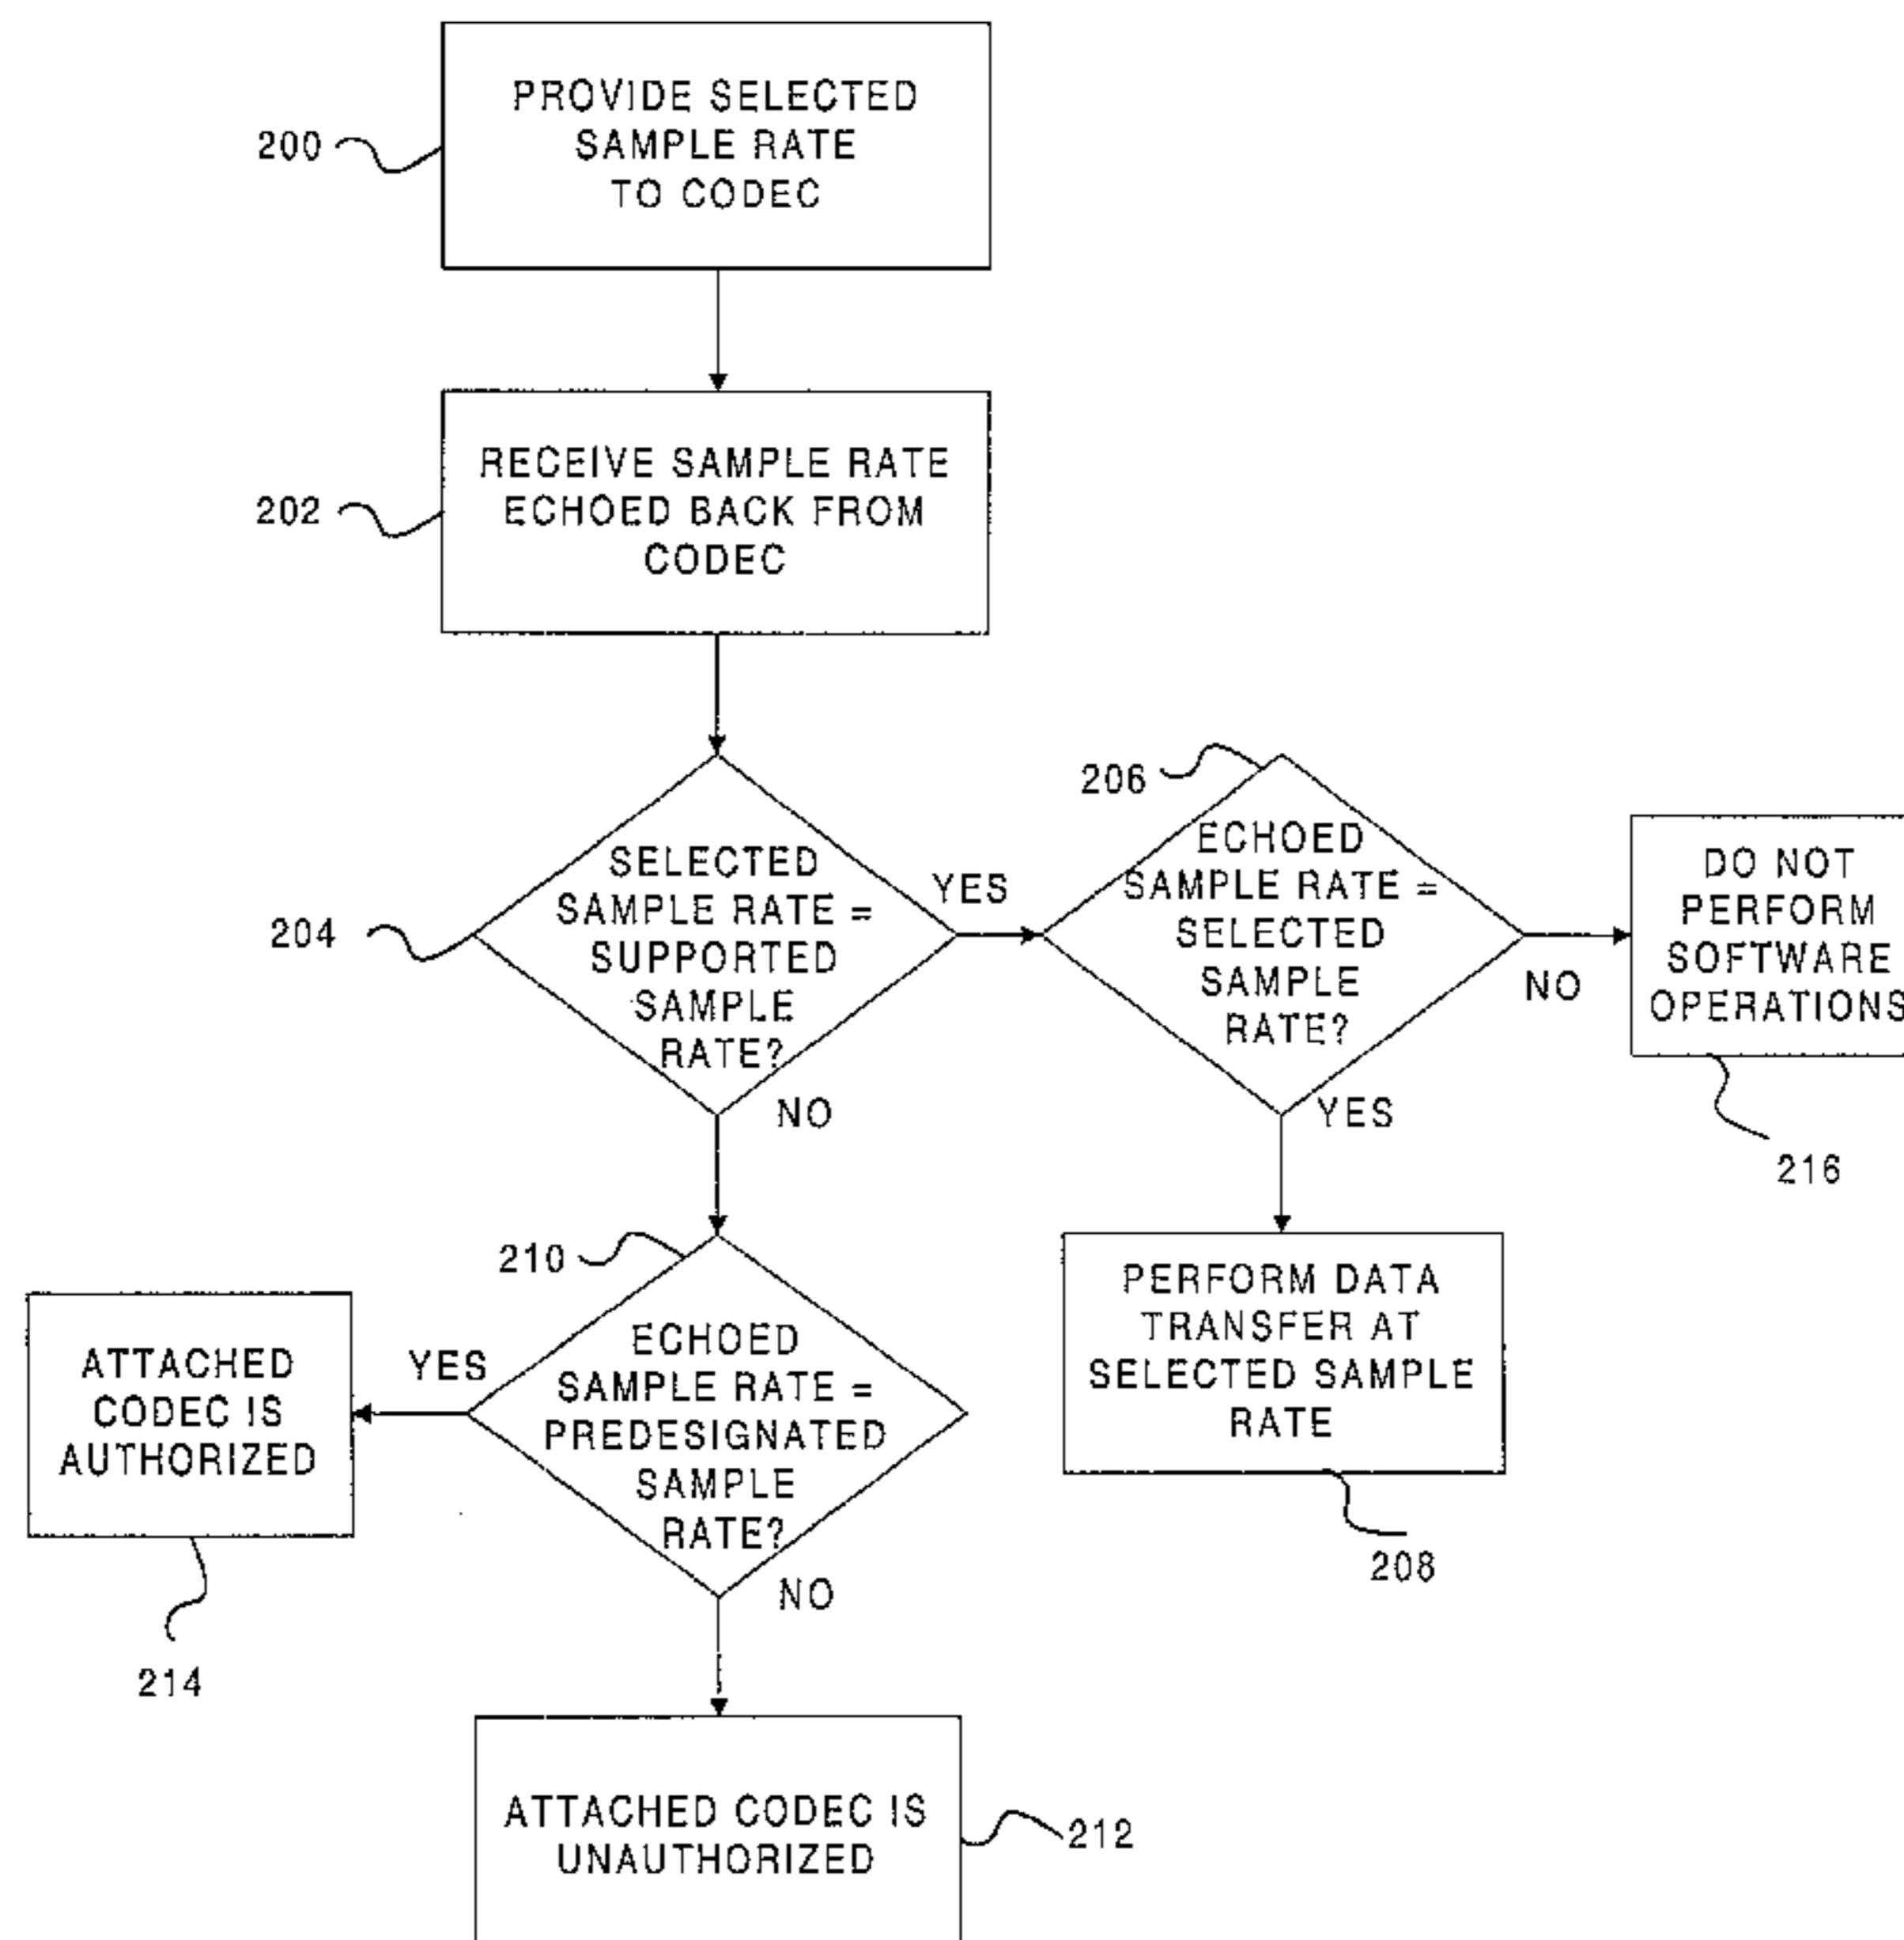 PROVIDE SELECTED
SAMPLE RATE
TO CODEC
200
RECEIVE SAMPLE RATE
ECHOED BACK FROM
CODEC
202
SELECTED
SAMPLE RATE =
SUPPORTED
SAMPLE
RATE?
204
YES
NO
206
ECHOED
SAMPLE RATE =
SELECTED
SAMPLE
RATE?
NO
YES
DO NOT
PERFORM
SOFTWARE
OPERATIONS
216
PERFORM DATA
TRANSFER AT
SELECTED SAMPLE
RATE
208
210
ECHOED
SAMPLE RATE =
PREDESIGNATED
SAMPLE
RATE?
YES
NO
ATTACHED
CODEC IS
AUTHORIZED
214
ATTACHED CODEC IS
UNAUTHORIZED
212